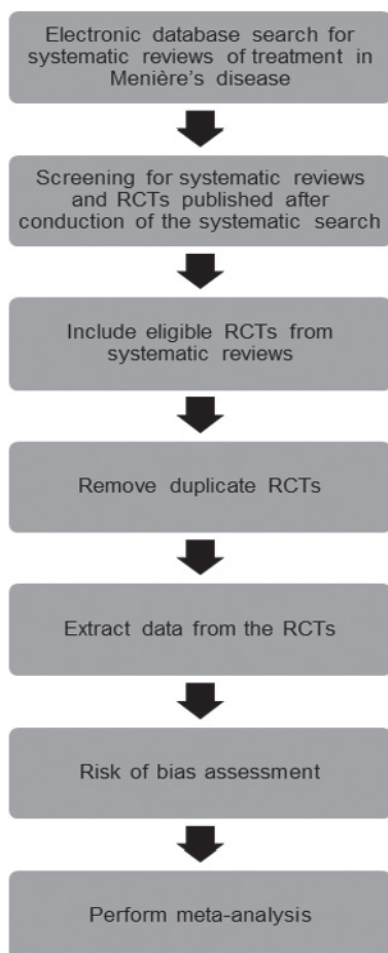 Electronic database search for
systematic reviews of treatment in
Menière's disease
Screening for systematic reviews
and RCTs published after
conduction of the systematic search
Include eligible RCTs from
systematic reviews
Remove duplicate RCTs
Extract data from the RCTs
Risk of bias assessment
Perform meta-analysis